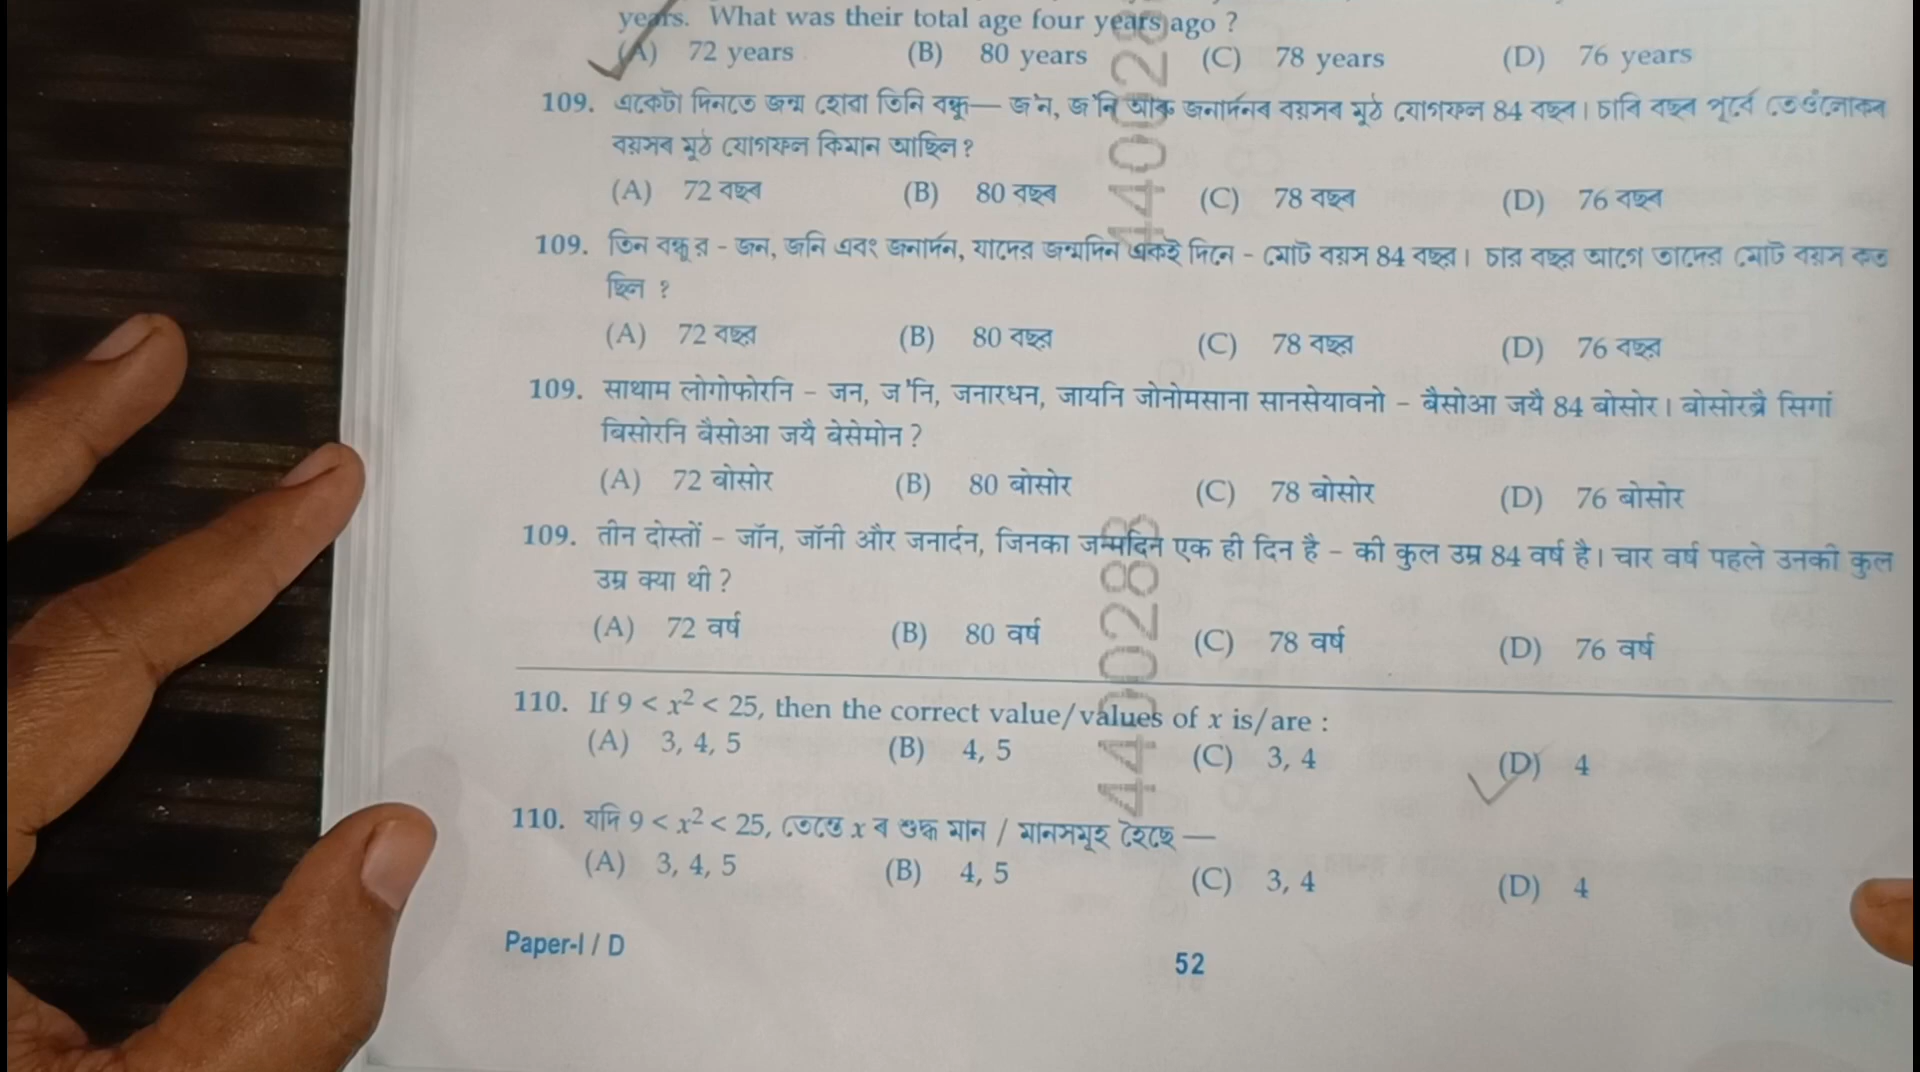 years. What was their total age four years ago ?
(A) 72 years (B) 80 years (C) 78 years (D) 76 years
109. একেটা দিনতে জন্ম হোৱা তিনি বন্ধু— জ'ন, জ'নি আৰু জনাৰ্দনৰ বয়সৰ মুঠ যোগফল 84 বছৰ। চাৰি বছৰ পূৰ্বে তেওঁলোকৰ
বয়সৰ মুঠ যোগফল কিমান আছিল ?
(A) 72 বছৰ (B) 80 বছৰ (C) 78 বছৰ (D) 76 বছৰ
109. তিন বন্ধুর - জন, জনি এবং জনার্দন, যাদের জন্মদিন একই দিনে - মোট বয়স 84 বছর। চার বছর আগে তাদের মোট বয়স কত
ছিল ?
(A) 72 বছর (B) 80 বছর (C) 78 বছর (D) 76 বছর
109. साथाम लोगोफोरनि - जन, ज'नि, जनारधन, जायनि जोनोमसाना सानसेयावनो - बैसोआ जयै 84 बोसोर। बोसोरब्रै सिगां
बिसोरनि बैसोआ जयै बेसेमोन ?
(A) 72 बोसोर (B) 80 बोसोर (C) 78 बोसोर (D) 76 बोसोर
109. तीन दोस्तों - जॉन, जॉनी और जनार्दन, जिनका जन्मदिन एक ही दिन है - की कुल उम्र 84 वर्ष है। चार वर्ष पहले उनकी कुल
उम्र क्या थी ?
(A) 72 वर्ष (B) 80 वर्ष (C) 78 वर्ष (D) 76 वर्ष
110. If 9 < x² < 25, then the correct value/values of x is/are :
(A) 3, 4, 5 (B) 4, 5 (C) 3, 4 (D) 4
110. যদি 9 < x² < 25, তেন্তে x ৰ শুদ্ধ মান / মানসমূহ হৈছে —
(A) 3, 4, 5 (B) 4, 5 (C) 3, 4 (D) 4
Paper-I / D
52